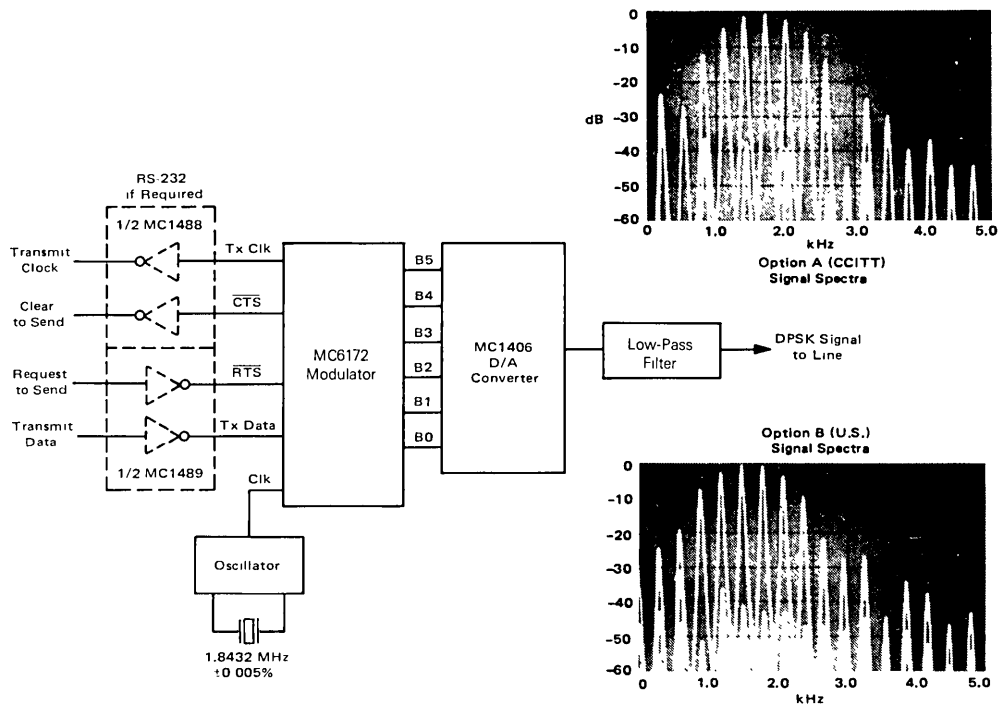 RS-232
if Required
1/2 MC1488
Transmit
Clock
Tx Clk
Clear
to Send
CTS
Request
to Send
RTS
Transmit
Data
Tx Data
1/2 MC1489
Clk
MC6172
Modulator
B5
B4
B3
B2
B1
B0
MC1406
D/A
Converter
Low-Pass
Filter
DPSK Signal
to Line
Oscillator
1.8432 MHz
±0 005%
0
-10
-20
dB -30
-40
-50
-60
0 1.0 2.0 3.0 4.0 5.0
kHz
Option A (CCITT)
Signal Spectra
Option B (U.S.)
Signal Spectra
0
-10
-20
-30
-40
-50
-60
0 1.0 2.0 3.0 4.0 5.0
kHz